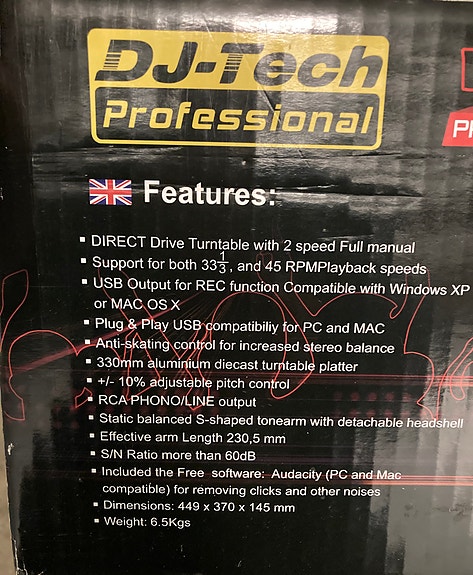 DJ-Tech
Professional
Features:
▪ DIRECT Drive Turntable with 2 speed Full manual
▪ Support for both 33 1/3, and 45 RPMPlayback speeds
▪ USB Output for REC function Compatible with Windows XP
or MAC OS X
▪ Plug & Play USB compatibiliy for PC and MAC
▪ Anti-skating control for increased stereo balance
▪ 330mm aluminium diecast turntable platter
▪ +/- 10% adjustable pitch control
▪ RCA PHONO/LINE output
▪ Static balanced S-shaped tonearm with detachable headshell
▪ Effective arm Length 230,5 mm
▪ S/N Ratio more than 60dB
▪ Included the Free software: Audacity (PC and Mac
compatible) for removing clicks and other noises
▪ Dimensions: 449 x 370 x 145 mm
▪ Weight: 6.5Kgs